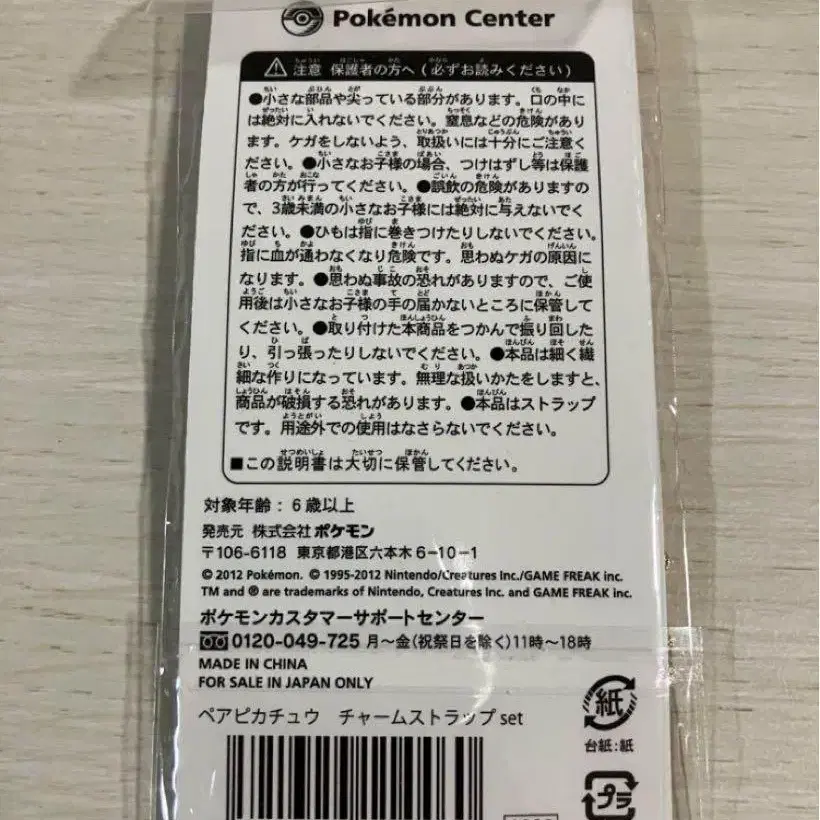 Pokémon Center
⚠ 注意 保護者の方へ(必ずお読みください)
●小さな部品や尖っている部分があります。口の中に
は絶対に入れないでください。窒息などの危険があり
ます。ケガをしないよう、取扱いには十分にご注意く
ださい。●小さなお子様の場合、つけはずし等は保護
者の方が行ってください。●誤飲の危険がありますの
で、3歳未満の小さなお子様には絶対に与えないでく
ださい。●ひもは指に巻きつけたりしないでください。
指に血が通わなくなり危険です。思わぬケガの原因に
なります。●思わぬ事故の恐れがありますので、ご使
用後は小さなお子様の手の届かないところに保管して
ください。●取り付けた本商品をつかんで振り回した
り、引っ張ったりしないでください。●本品は細く繊
細な作りになっています。無理な扱いかたをしますと、
商品が破損する恐れがあります。●本品はストラップ
です。用途外での使用はなさらないでください。
■この説明書は大切に保管してください。
対象年齢:6歳以上
発売元 株式会社ポケモン
〒106-6118 東京都港区六本木6-10-1
© 2012 Pokémon. © 1995-2012 Nintendo/Creatures Inc./GAME FREAK inc.
TM and ® are trademarks of Nintendo, Creatures Inc. and GAME FREAK inc.
ポケモンカスタマーサポートセンター
0120-049-725 月〜金(祝祭日を除く)11時〜18時
MADE IN CHINA
FOR SALE IN JAPAN ONLY
ペアピカチュウ チャームストラップset
紙
台紙:紙
プラ